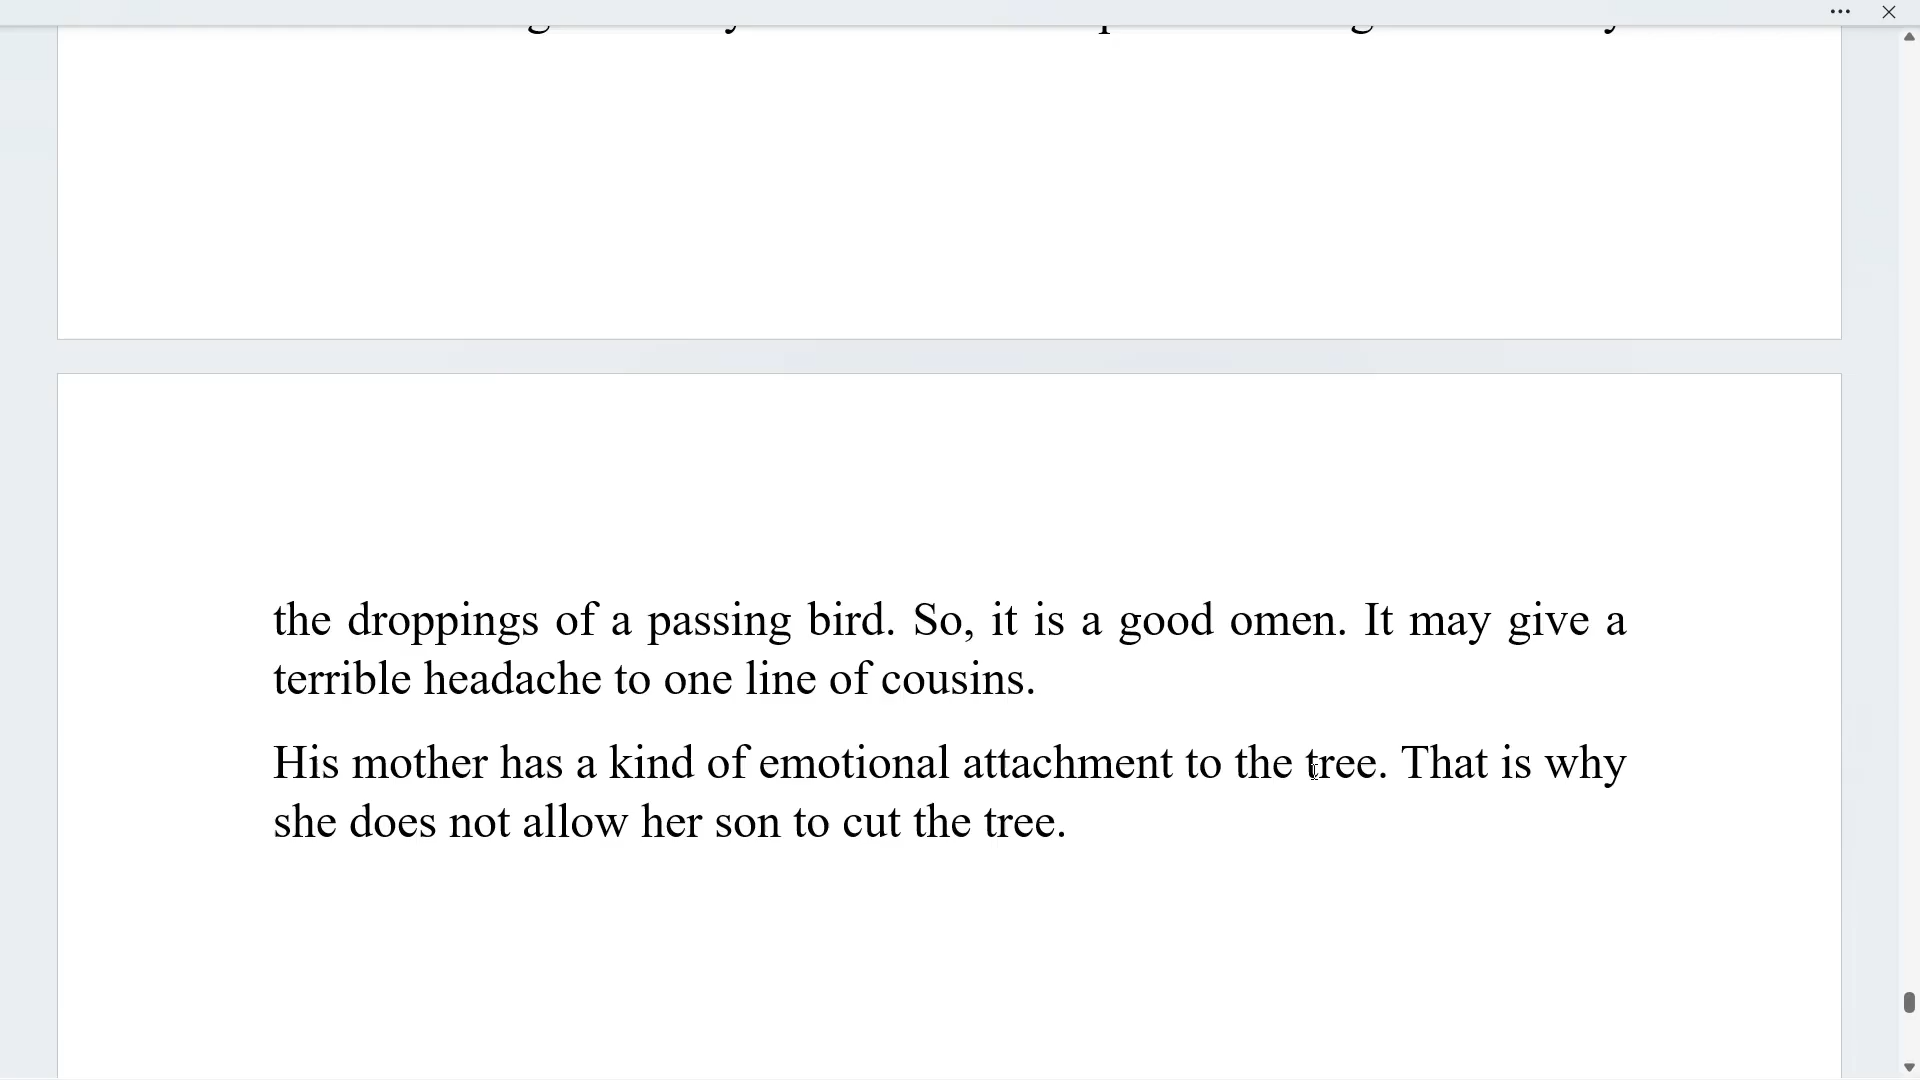 the droppings of a passing bird. So, it is a good omen. It may give a
terrible headache to one line of cousins.
His mother has a kind of emotional attachment to the tree. That is why
she does not allow her son to cut the tree.